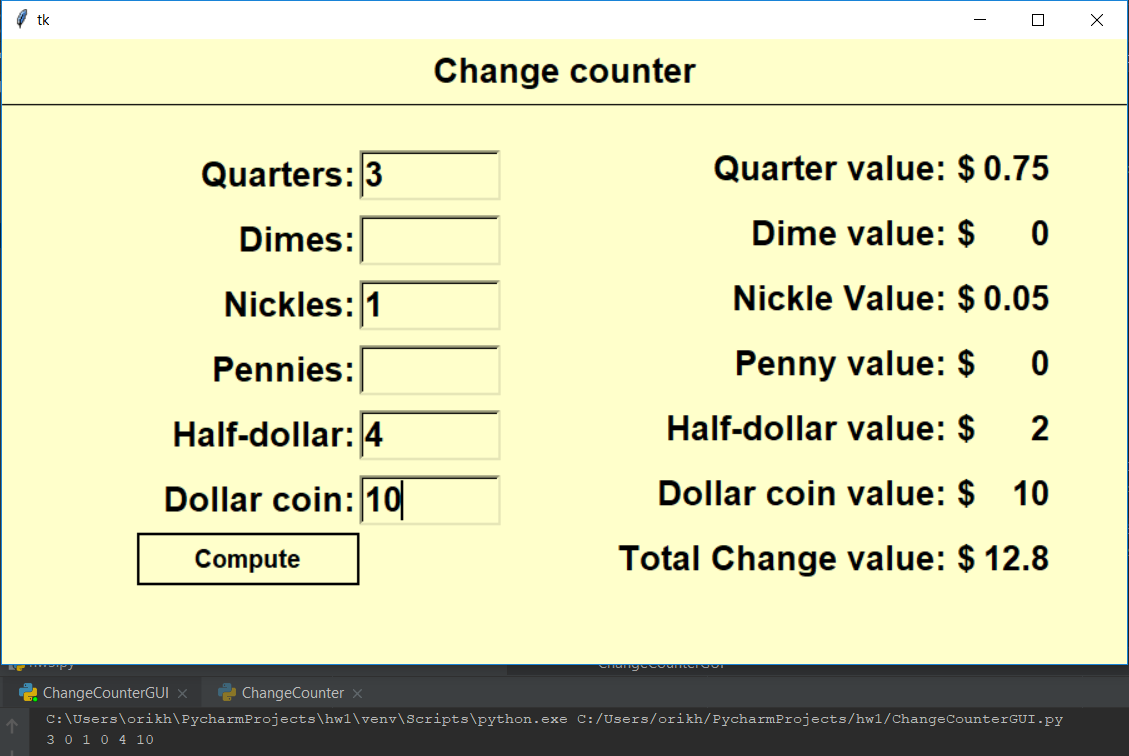 tk
Change counter
Quarters: 3
Quarter value: $ 0.75
Dimes:
Dime value: $ 0
Nickles: 1
Nickle Value: $ 0.05
Pennies:
Penny value: $ 0
Half-dollar: 4
Half-dollar value: $ 2
Dollar coin: 10
Dollar coin value: $ 10
Compute
Total Change value: $ 12.8
ChangeCounterGUI
ChangeCounterGUI × ChangeCounter ×
C:\Users\orikh\PycharmProjects\hw1\venv\Scripts\python.exe C:/Users/orikh/PycharmProjects/hw1/ChangeCounterGUI.py
3 0 1 0 4 10